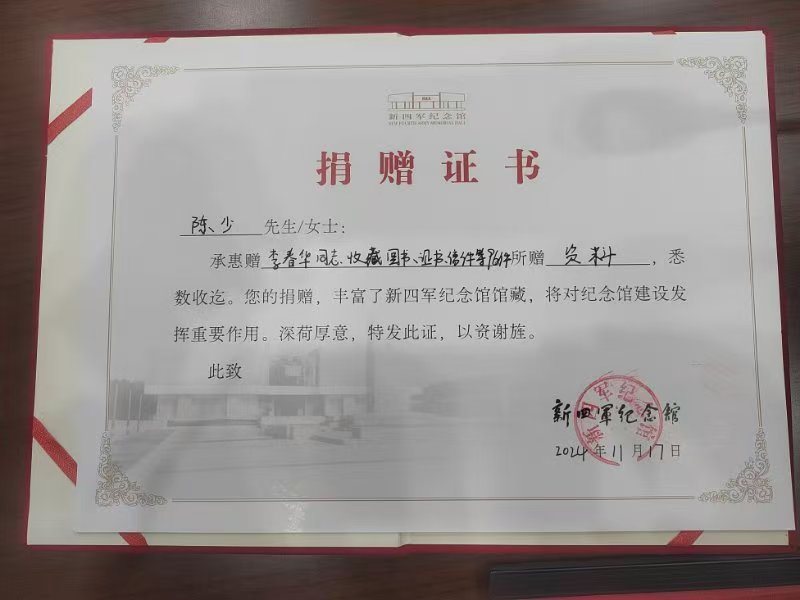 新四军纪念馆
捐赠证书
陈少 先生/女士：
承惠赠李春华同志收藏图书、证书、信件等96件所赠 资料 ，悉
数收讫。您的捐赠，丰富了新四军纪念馆馆藏，将对纪念馆建设发
挥重要作用。深荷厚意，特发此证，以资谢旌。
此致
新四軍纪念館
2024年11月17日